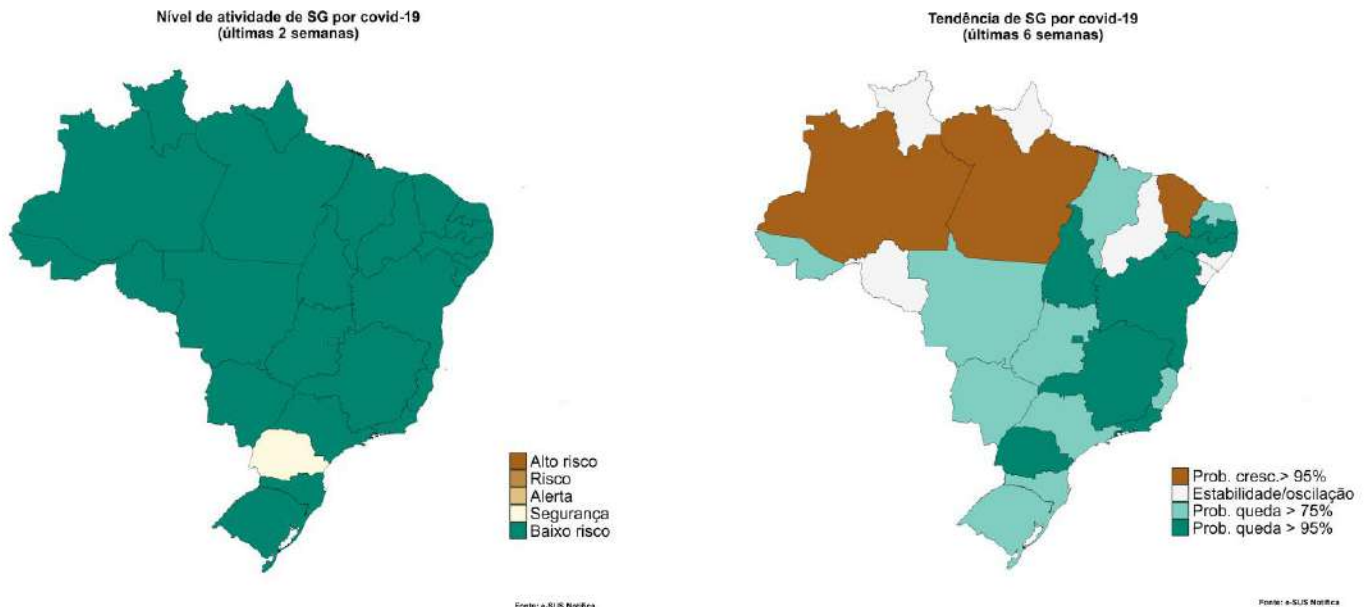 Nível de atividade de SG por covid-19
(últimas 2 semanas)
Alto risco
Risco
Alerta
Segurança
Baixo risco
Fonte: e-SUS Notifica
Tendência de SG por covid-19
(últimas 6 semanas)
Prob. cresc.> 95%
Estabilidade/oscilação
Prob. queda > 75%
Prob. queda > 95%
Fonte: e-SUS Notifica